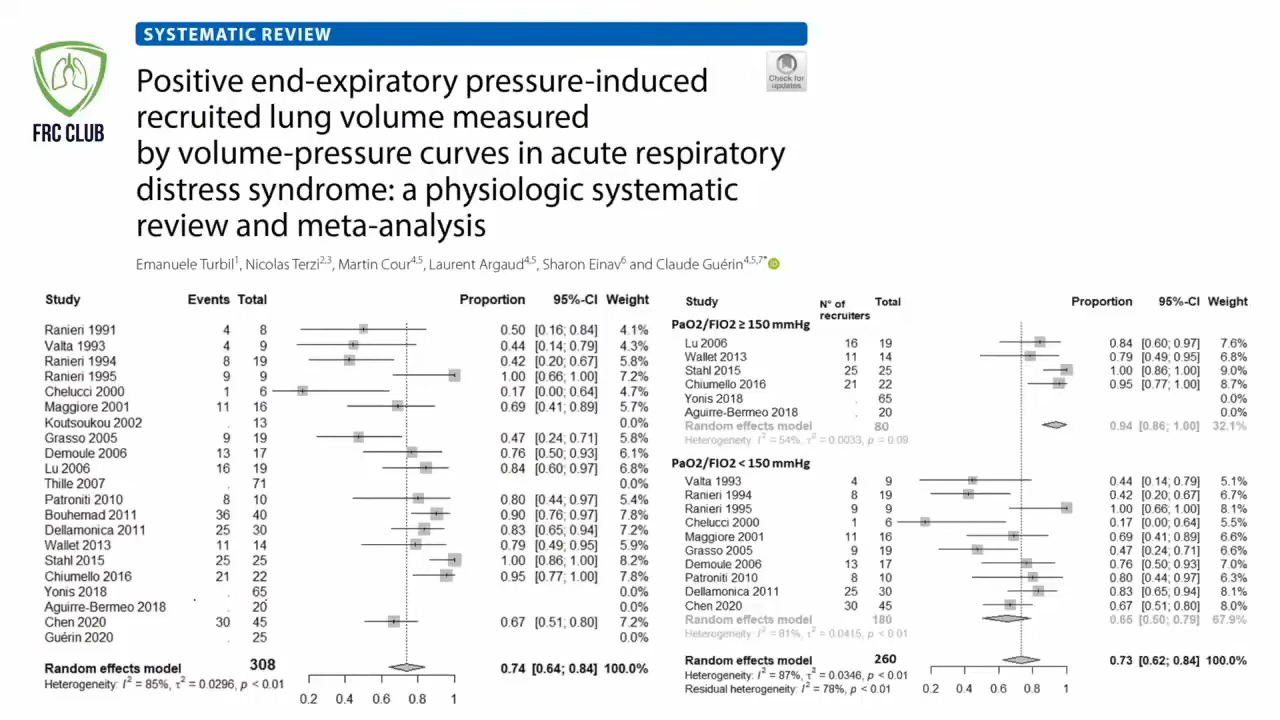 SYSTEMATIC REVIEW
Check for
updates
FRC CLUB
Positive end-expiratory pressure-induced
recruited lung volume measured
by volume-pressure curves in acute respiratory
distress syndrome: a physiologic systematic
review and meta-analysis
Emanuele Turbil1, Nicolas Terzi2,3, Martin Cour4,5, Laurent Argaud4,5, Sharon Einav6 and Claude Guérin4,5,7*
Study Events Total Proportion 95%-CI Weight
Ranieri 1991 4 8 0.50 [0.16; 0.84] 4.1%
Valta 1993 4 9 0.44 [0.14; 0.79] 4.3%
Ranieri 1994 8 19 0.42 [0.20; 0.67] 5.8%
Ranieri 1995 9 9 1.00 [0.66; 1.00] 7.2%
Chelucci 2000 1 6 0.17 [0.00; 0.64] 4.7%
Maggiore 2001 11 16 0.69 [0.41; 0.89] 5.7%
Koutsoukou 2002 . 13 0.0%
Grasso 2005 9 19 0.47 [0.24; 0.71] 5.8%
Demoule 2006 13 17 0.76 [0.50; 0.93] 6.1%
Lu 2006 16 19 0.84 [0.60; 0.97] 6.8%
Thille 2007 . 71 0.0%
Patroniti 2010 8 10 0.80 [0.44; 0.97] 5.4%
Bouhemad 2011 36 40 0.90 [0.76; 0.97] 7.8%
Dellamonica 2011 25 30 0.83 [0.65; 0.94] 7.2%
Wallet 2013 11 14 0.79 [0.49; 0.95] 5.9%
Stahl 2015 25 25 1.00 [0.86; 1.00] 8.2%
Chiumello 2016 21 22 0.95 [0.77; 1.00] 7.8%
Yonis 2018 . 65 0.0%
Aguirre-Bermeo 2018 . 20 0.0%
Chen 2020 30 45 0.67 [0.51; 0.80] 7.2%
Guérin 2020 . 25 0.0%
Random effects model 308 0.74 [0.64; 0.84] 100.0%
Heterogeneity: I2 = 85%, τ2 = 0.0296, p < 0.01
0.2 0.4 0.6 0.8 1
Study N° of Total Proportion 95%-CI Weight
recruiters
PaO2/FIO2 ≥ 150 mmHg
Lu 2006 16 19 0.84 [0.60; 0.97] 7.6%
Wallet 2013 11 14 0.79 [0.49; 0.95] 6.8%
Stahl 2015 25 25 1.00 [0.86; 1.00] 9.0%
Chiumello 2016 21 22 0.95 [0.77; 1.00] 8.7%
Yonis 2018 . 65 0.0%
Aguirre-Bermeo 2018 . 20 0.0%
Random effects model 80 0.94 [0.86; 1.00] 32.1%
Heterogeneity: I2 = 54%, τ2 = 0.0033, p = 0.09
PaO2/FIO2 < 150 mmHg
Valta 1993 4 9 0.44 [0.14; 0.79] 5.1%
Ranieri 1994 8 19 0.42 [0.20; 0.67] 6.7%
Ranieri 1995 9 9 1.00 [0.66; 1.00] 8.1%
Chelucci 2000 1 6 0.17 [0.00; 0.64] 5.5%
Maggiore 2001 11 16 0.69 [0.41; 0.89] 6.5%
Grasso 2005 9 19 0.47 [0.24; 0.71] 6.6%
Demoule 2006 13 17 0.76 [0.50; 0.93] 7.0%
Patroniti 2010 8 10 0.80 [0.44; 0.97] 6.3%
Dellamonica 2011 25 30 0.83 [0.65; 0.94] 8.1%
Chen 2020 30 45 0.67 [0.51; 0.80] 8.0%
Random effects model 180 0.65 [0.50; 0.79] 67.9%
Heterogeneity: I2 = 81%, τ2 = 0.0415, p < 0.01
Random effects model 260 0.73 [0.62; 0.84] 100.0%
Heterogeneity: I2 = 87%, τ2 = 0.0346, p < 0.01
Residual heterogeneity: I2 = 78%, p < 0.01
0.2 0.4 0.6 0.8 1